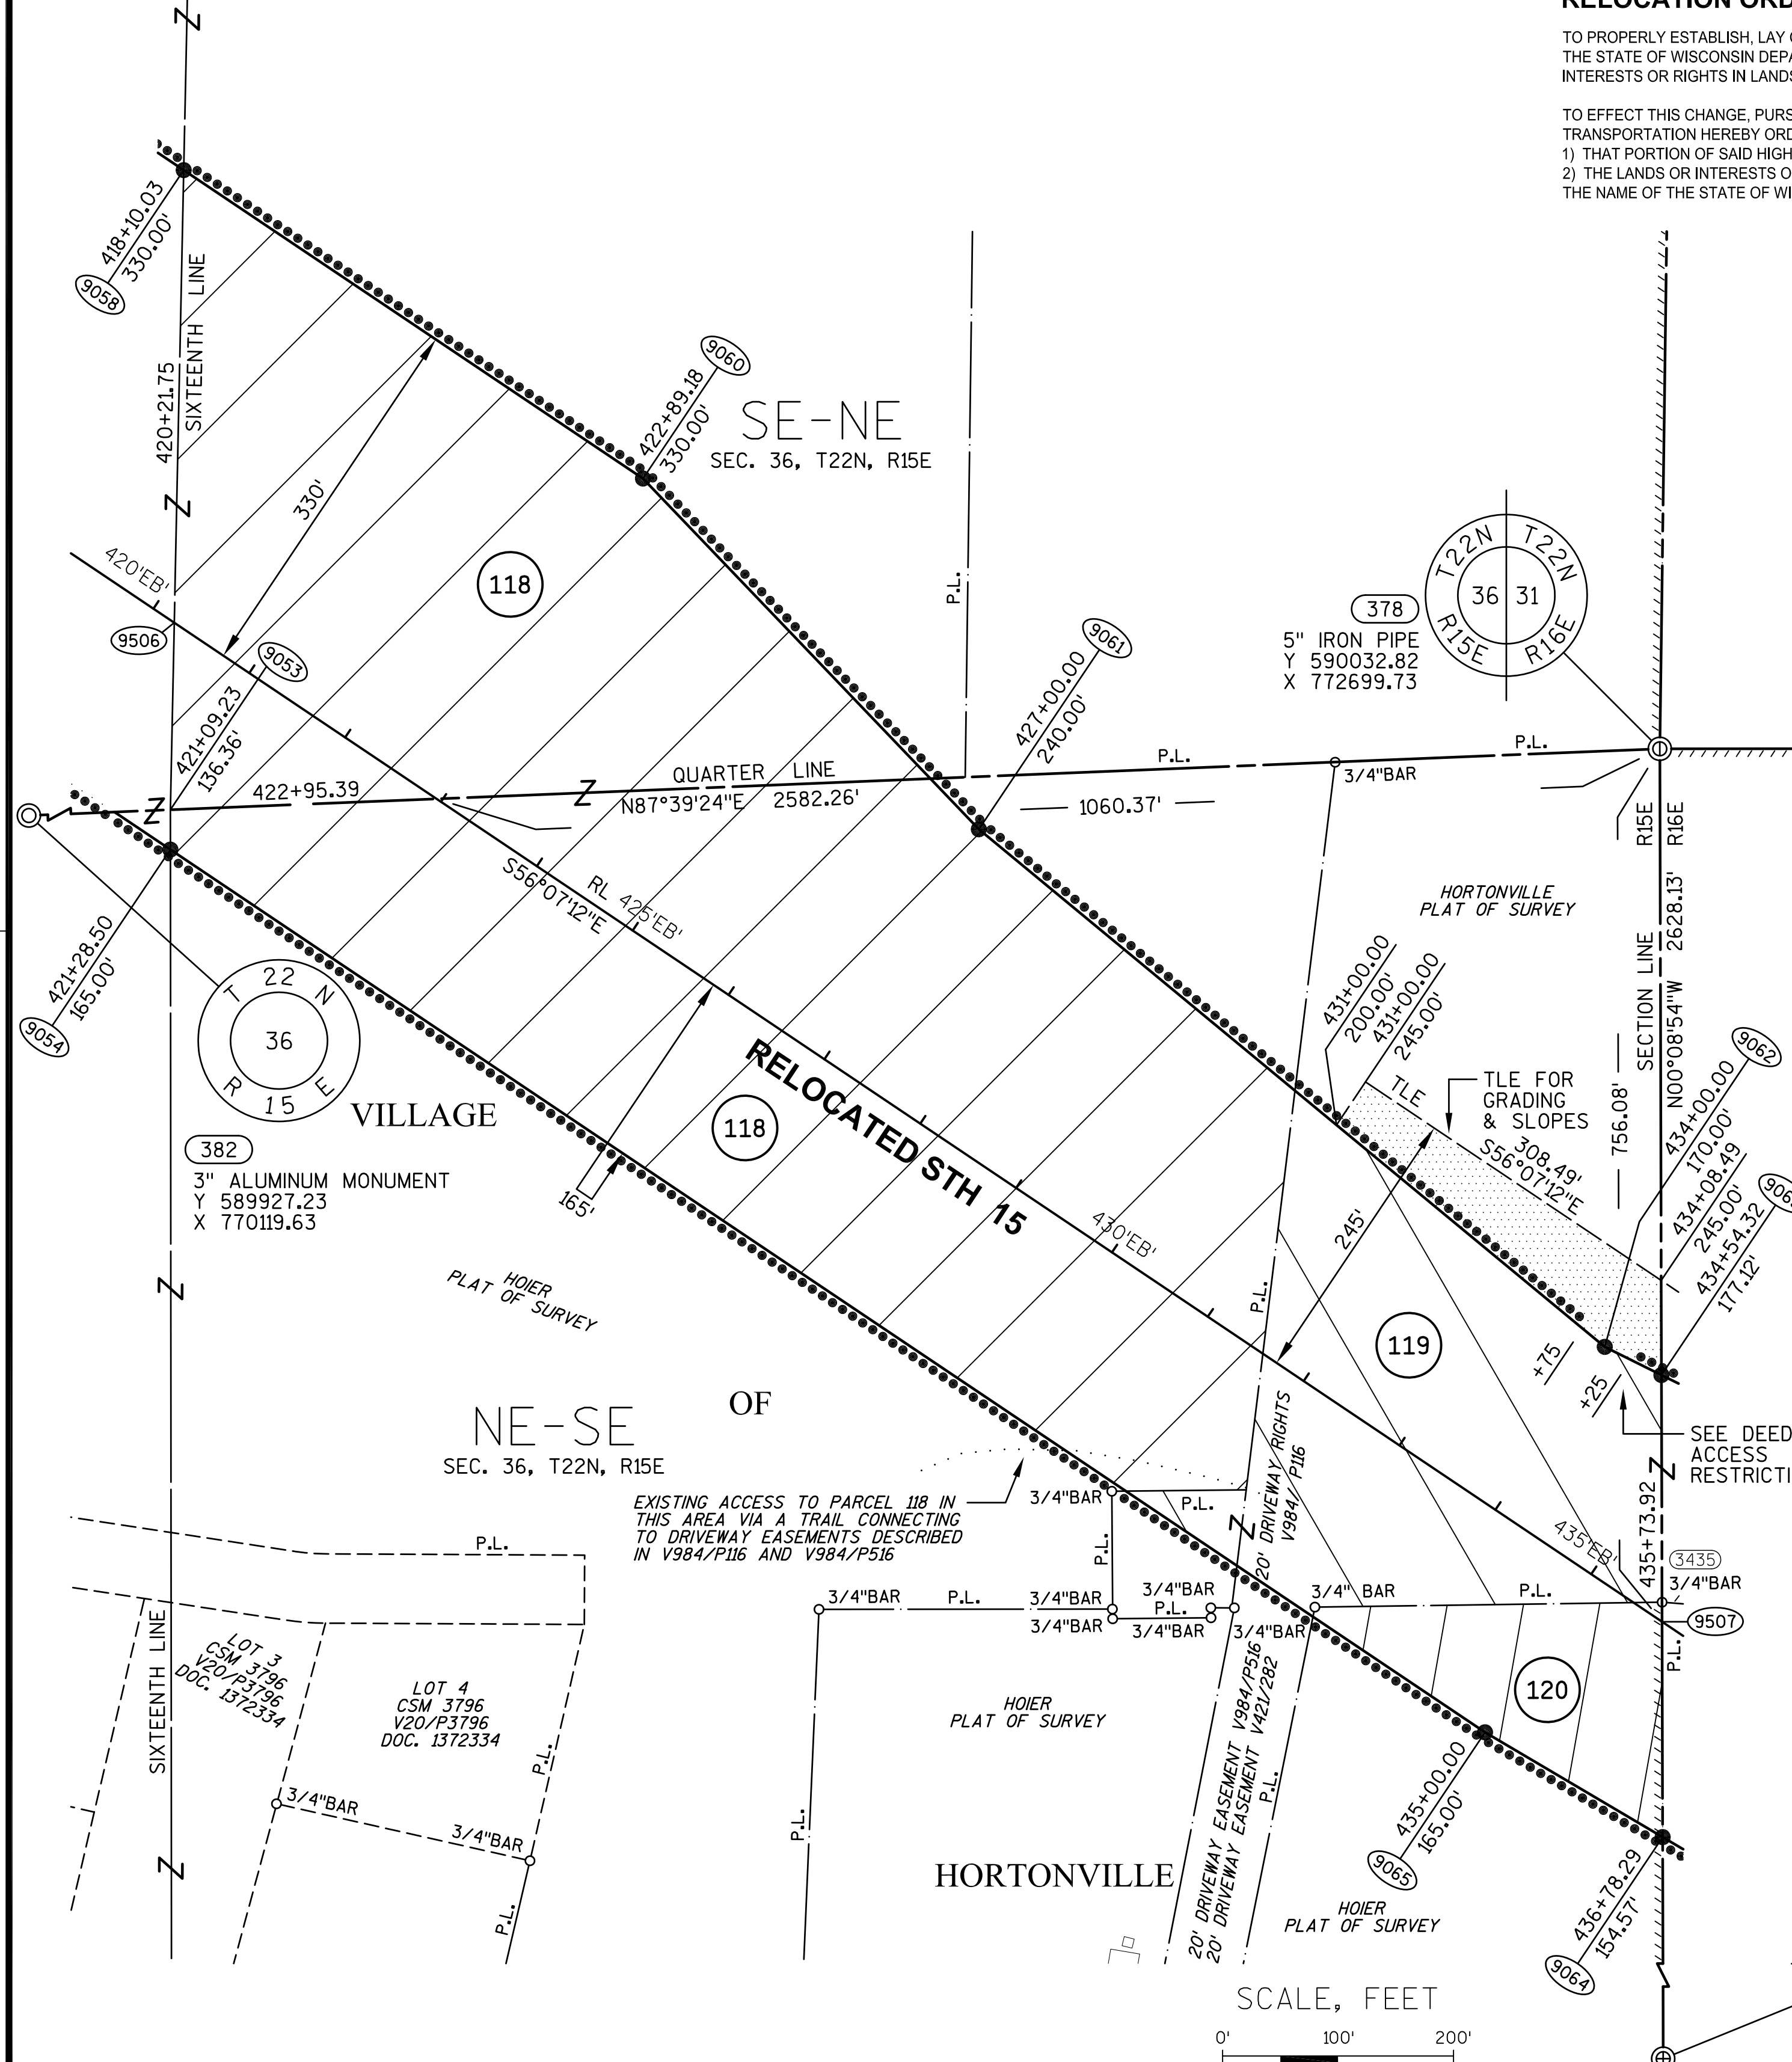 RELOCATION ORD
TO PROPERLY ESTABLISH, LAY
THE STATE OF WISCONSIN DEPA
INTERESTS OR RIGHTS IN LANDS
TO EFFECT THIS CHANGE, PURS
TRANSPORTATION HEREBY ORD
1) THAT PORTION OF SAID HIGH
2) THE LANDS OR INTERESTS O
THE NAME OF THE STATE OF WI
Z
418+10.03
330.00'
9058
420+21.75
SIXTEENTH LINE
Z
330'
9060
422+89.18
330.00'
SE-NE
SEC. 36, T22N, R15E
118
P.L.
420'EB'
9506
9053
421+09.23
136.36'
9061
427+00.00
240.00'
T22N T22N
36 31
R15E R16E
378
5" IRON PIPE
Y 590032.82
X 772699.73
P.L.
P.L.
3/4"BAR
Z
422+95.39
Z
QUARTER LINE
N87°39'24"E 2582.26'
1060.37'
S56°07'12"E
RL 425'EB'
R15E R16E
HORTONVILLE
PLAT OF SURVEY
SECTION LINE
N00°08'54"W 2628.13'
756.08'
421+28.50
165.00'
9054
T 22 N
36
R 15 E
382
3" ALUMINUM MONUMENT
Y 589927.23
X 770119.63
VILLAGE
118
RELOCATED STH 15
165'
431+00.00
200.00'
431+00.00
245.00'
TLE
TLE FOR
GRADING
& SLOPES
308.49'
S56°07'12"E
9062
434+00.00
170.00'
434+08.49
245.00'
434+54.32
177.12'
430'EB'
245'
P.L.
119
+75
+25
SEE DEED
ACCESS
RESTRICTI
Z
HOIER
PLAT OF SURVEY
OF
NE-SE
SEC. 36, T22N, R15E
EXISTING ACCESS TO PARCEL 118 IN
THIS AREA VIA A TRAIL CONNECTING
TO DRIVEWAY EASEMENTS DESCRIBED
IN V984/P116 AND V984/P516
3/4"BAR
P.L.
P.L.
Z
20' DRIVEWAY RIGHTS
V984/P116
Z
435+73.92
435'EB'
3435
3/4"BAR
9507
P.L.
P.L.
3/4"BAR
P.L.
3/4"BAR
3/4"BAR
3/4"BAR
P.L.
3/4"BAR
3/4"BAR
3/4" BAR
P.L.
120
P.L.
SIXTEENTH LINE
LOT 3
CSM 3796
V20/P3796
DOC. 1372334
LOT 4
CSM 3796
V20/P3796
DOC. 1372334
P.L.
3/4"BAR
3/4"BAR
P.L.
Z
HOIER
PLAT OF SURVEY
P.L.
20' DRIVEWAY EASEMENT V984/P516
20' DRIVEWAY EASEMENT V421/282
P.L.
HORTONVILLE
435+00.00
165.00'
9065
HOIER
PLAT OF SURVEY
436+78.29
154.57'
9064
SCALE, FEET
0' 100' 200'